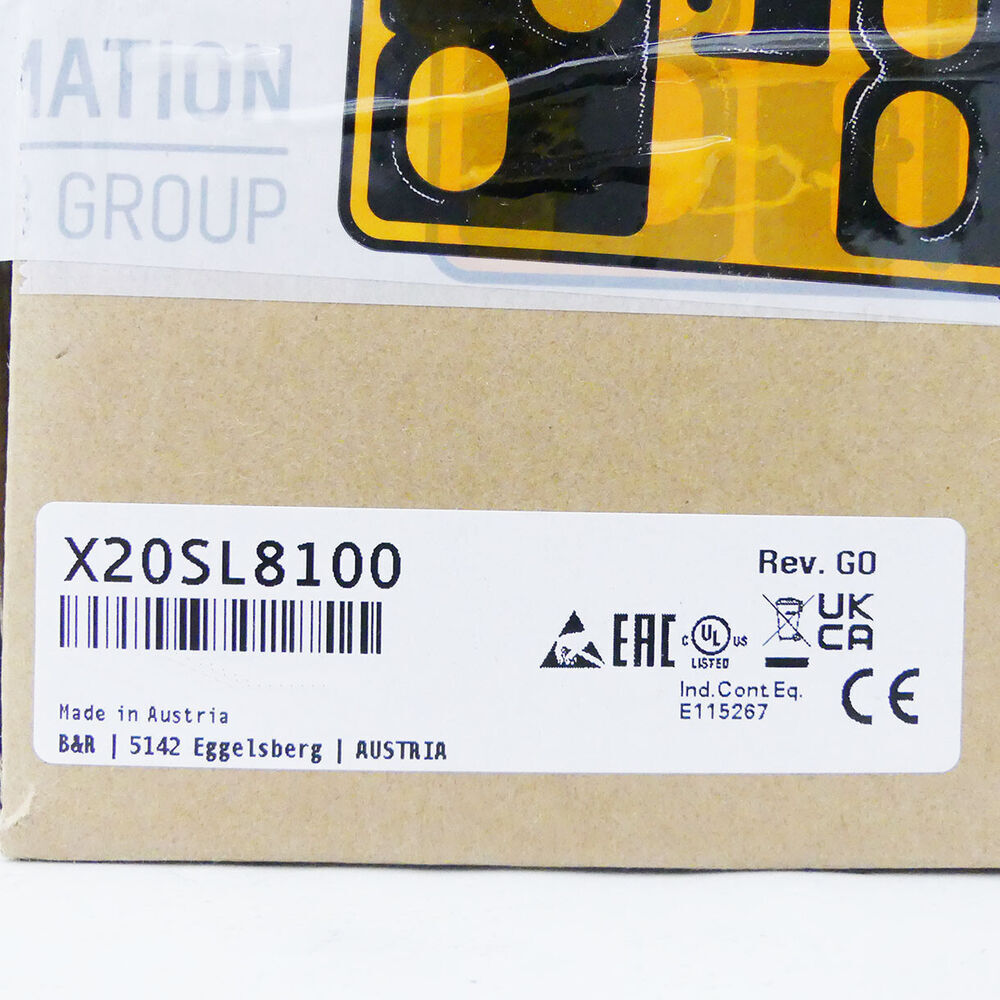 MATION
GROUP
X20SL8100
Rev. G0
EAC
c UL us
LISTED
UK
CA
Ind.Cont Eq.
E115267
CE
Made in Austria
B&R | 5142 Eggelsberg | AUSTRIA